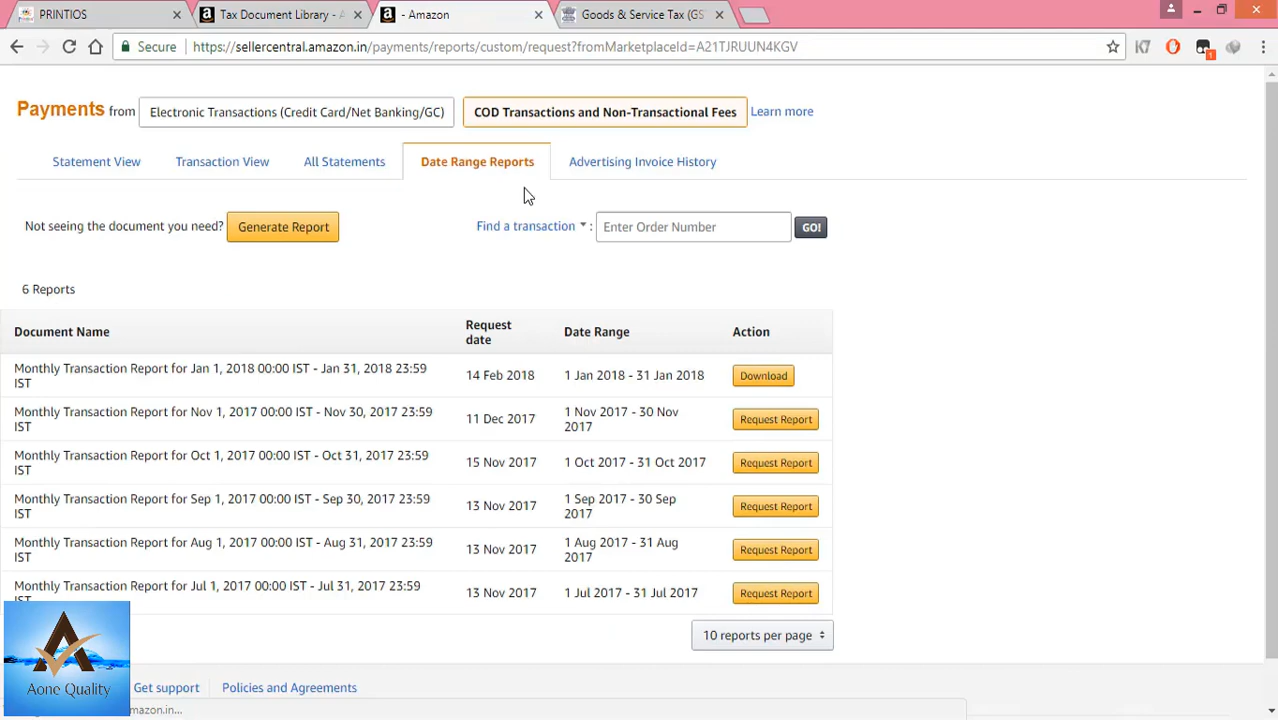 PRINTIOS
Tax Document Library - A
- Amazon
Goods & Service Tax (GS
Secure
https://sellercentral.amazon.in/payments/reports/custom/request?fromMarketplaceId=A21TJRUUN4KGV
K7
1
Payments from
Electronic Transactions (Credit Card/Net Banking/GC)
COD Transactions and Non-Transactional Fees
Learn more
Statement View
Transaction View
All Statements
Date Range Reports
Advertising Invoice History
Not seeing the document you need?
Generate Report
Find a transaction :
Enter Order Number
GO!
6 Reports
Document Name
Request
date
Date Range
Action
Monthly Transaction Report for Jan 1, 2018 00:00 IST - Jan 31, 2018 23:59
IST
14 Feb 2018
1 Jan 2018 - 31 Jan 2018
Download
Monthly Transaction Report for Nov 1, 2017 00:00 IST - Nov 30, 2017 23:59
IST
11 Dec 2017
1 Nov 2017 - 30 Nov
2017
Request Report
Monthly Transaction Report for Oct 1, 2017 00:00 IST - Oct 31, 2017 23:59
IST
15 Nov 2017
1 Oct 2017 - 31 Oct 2017
Request Report
Monthly Transaction Report for Sep 1, 2017 00:00 IST - Sep 30, 2017 23:59
IST
13 Nov 2017
1 Sep 2017 - 30 Sep
2017
Request Report
Monthly Transaction Report for Aug 1, 2017 00:00 IST - Aug 31, 2017 23:59
IST
13 Nov 2017
1 Aug 2017 - 31 Aug
2017
Request Report
Monthly Transaction Report for Jul 1, 2017 00:00 IST - Jul 31, 2017 23:59
IST
13 Nov 2017
1 Jul 2017 - 31 Jul 2017
Request Report
10 reports per page
Aone Quality
Get support
Policies and Agreements
mazon.in...